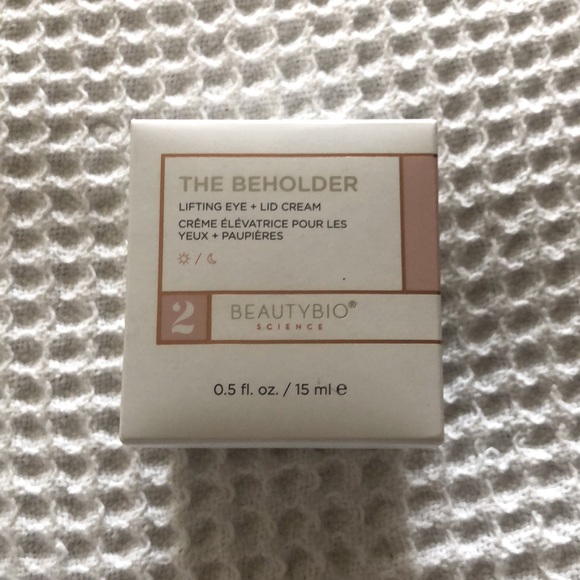 THE BEHOLDER
LIFTING EYE + LID CREAM
CRÈME ÉLÉVATRICE POUR LES
YEUX + PAUPIÈRES
/
2
BEAUTYBIO®
SCIENCE
0.5 fl. oz. / 15 ml ℮